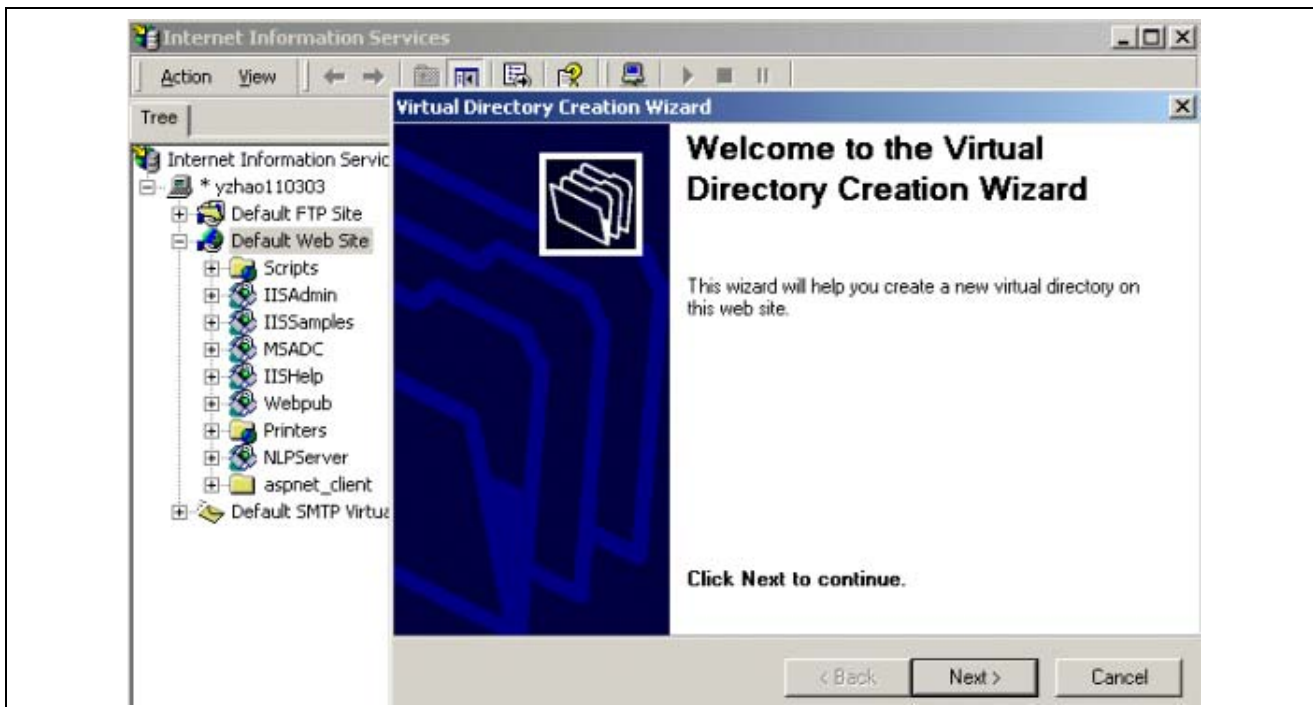 Internet Information Services
Action View
Tree
Virtual Directory Creation Wizard
Internet Information Servic
* yzhao110303
Default FTP Site
Default Web Site
Scripts
IISAdmin
IISSamples
MSADC
IISHelp
Webpub
Printers
NLPServer
aspnet_client
Default SMTP Virtua
Welcome to the Virtual
Directory Creation Wizard
This wizard will help you create a new virtual directory on
this web site.
Click Next to continue.
< Back Next > Cancel